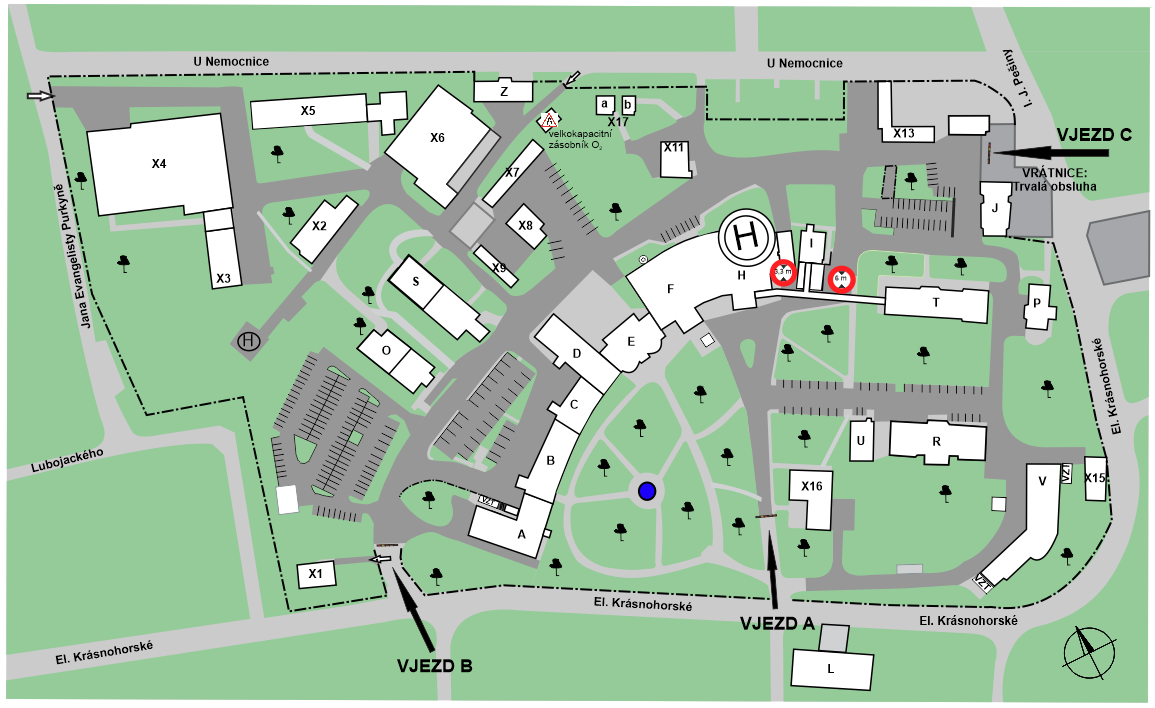 U Nemocnice
U Nemocnice
I. J. Pešiny
Z
a
b
X17
velkokapacitní
zásobník O₂
X5
X6
X4
X7
X11
X13
VJEZD C
VRÁTNICE:
Trvalá obsluha
Jana Evangelisty Purkyně
X2
X8
J
H
I
X3
X9
H
3.3 m
6 m
S
F
T
P
H
O
D
E
El. Krásnohorské
C
U
R
Lubojackého
B
X16
V
VZT
X15
VZT
A
X1
VZT
El. Krásnohorské
El. Krásnohorské
VJEZD A
El. Krásnohorské
VJEZD B
L